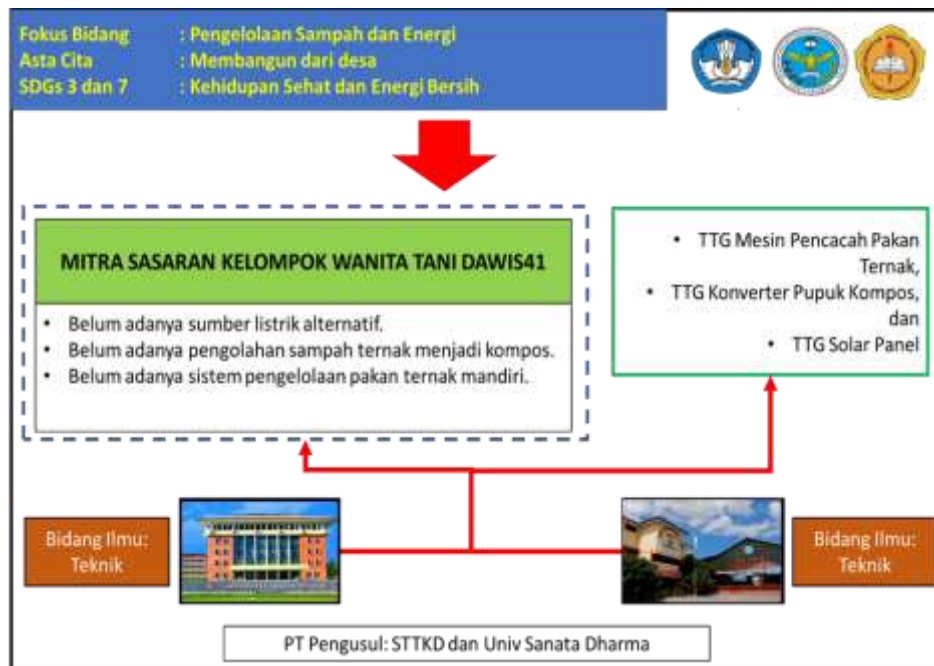 Fokus Bidang : Pengelolaan Sampah dan Energi
Asta Cita : Membangun dari desa
SDGs 3 dan 7 : Kehidupan Sehat dan Energi Bersih
MITRA SASARAN KELOMPOK WANITA TANI DAWIS41
• Belum adanya sumber listrik alternatif.
• Belum adanya pengolahan sampah ternak menjadi kompos.
• Belum adanya sistem pengelolaan pakan ternak mandiri.
• TTG Mesin Pencacah Pakan
Ternak,
• TTG Konverter Pupuk Kompos,
dan
• TTG Solar Panel
Bidang Ilmu:
Teknik
Bidang Ilmu:
Teknik
PT Pengusul: STTKD dan Univ Sanata Dharma